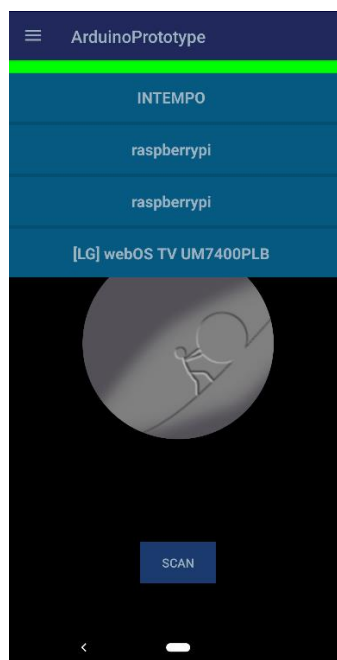 ArduinoPrototype
INTEMPO
raspberrypi
raspberrypi
[LG] webOS TV UM7400PLB
SCAN